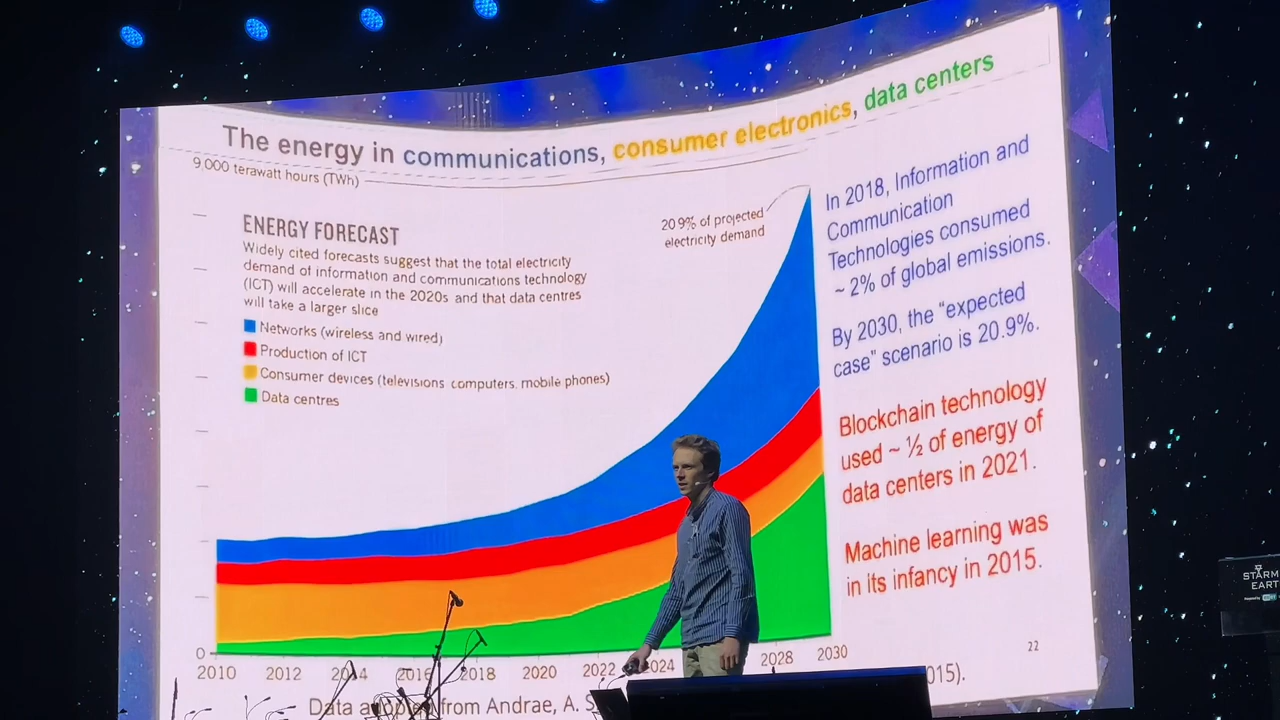 The energy in communications, consumer electronics, data centers
9,000 terawatt hours (TWh)
ENERGY FORECAST
Widely cited forecasts suggest that the total electricity
demand of information and communications technology
(ICT) will accelerate in the 2020s and that data centres
will take a larger slice
Networks (wireless and wired)
Production of ICT
Consumer devices (televisions computers, mobile phones)
Data centres
20 9% of projected
electricity demand
In 2018, Information and
Communication
Technologies consumed
~ 2% of global emissions.
By 2030, the "expected
case" scenario is 20.9%.
Blockchain technology
used ~ ½ of energy of
data centers in 2021.
Machine learning was
in its infancy in 2015.
0
2010 2012 2014 2016 2018 2020 2022 2024 2028 2030
22
Data adopted from Andrae, A. S 015).
STARM
EART